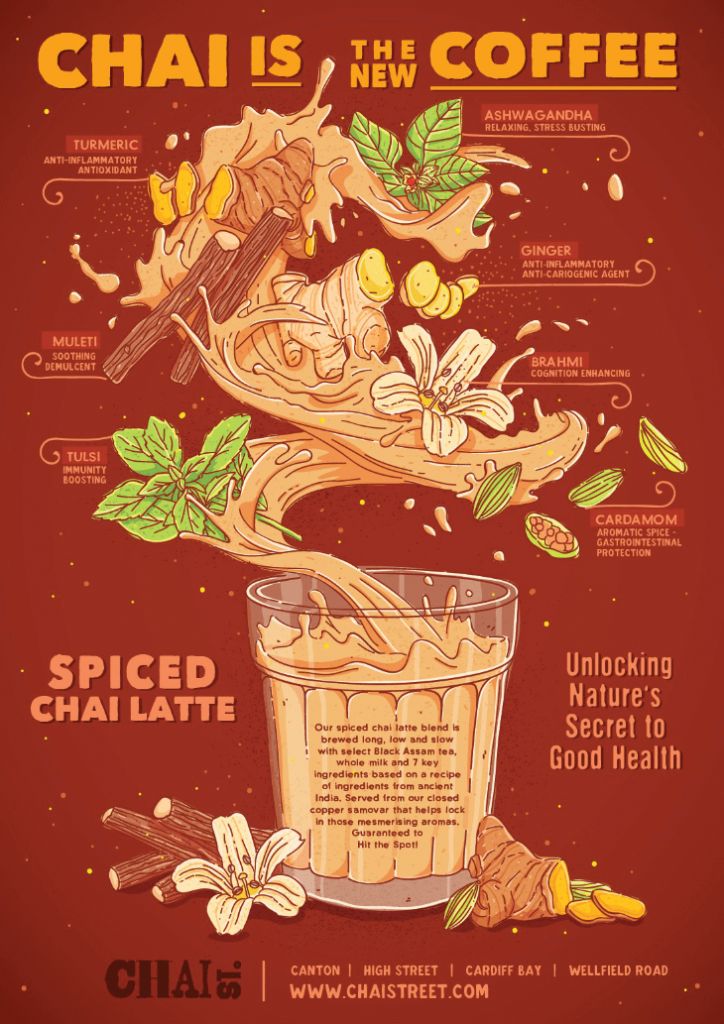 CHAI IS THE NEW COFFEE
TURMERIC
ANTI-INFLAMMATORY
ANTIOXIDANT
ASHWAGANDHA
RELAXING, STRESS BUSTING
GINGER
ANTI-INFLAMMATORY
ANTI-CARIOGENIC AGENT
MULETI
SOOTHING
DEMULCENT
BRAHMI
COGNITION ENHANCING
TULSI
IMMUNITY
BOOSTING
CARDAMOM
AROMATIC SPICE -
GASTROINTESTINAL
PROTECTION
SPICED
CHAI LATTE
Unlocking
Nature's
Secret to
Good Health
Our spiced chai latte blend is
brewed long, low and slow
with select Black Assam tea,
whole milk and 7 key
ingredients based on a recipe
of ingredients from ancient
India. Served from our closed
copper samovar that helps lock
in those mesmerising aromas.
Guaranteed to
Hit the Spot!
CHAI ST.
CANTON | HIGH STREET | CARDIFF BAY | WELLFIELD ROAD
WWW.CHAISTREET.COM